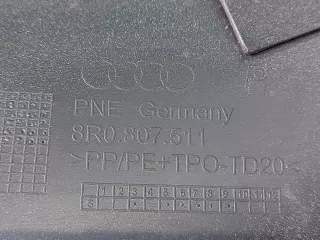 PNE Germany
8R0.807.511
>PP/PE+TPO-TD20<
1 2 3 4 5 6 7 8 9 10 11 12